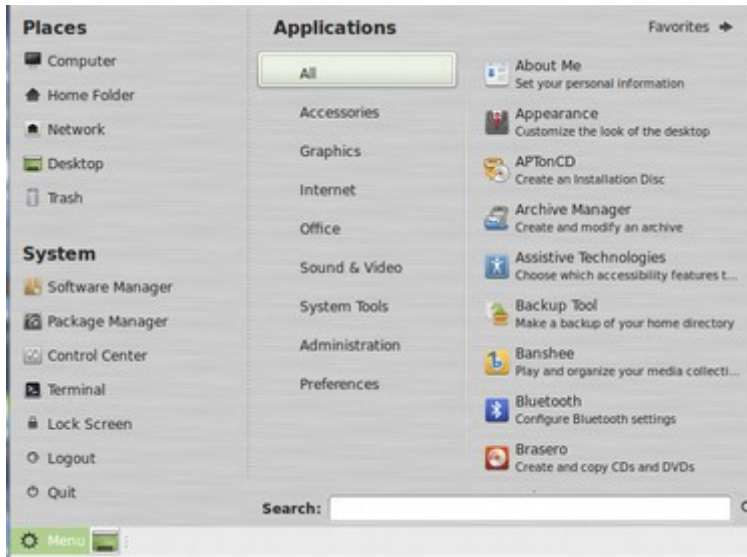 Places
Computer
Home Folder
Network
Desktop
Trash
System
Software Manager
Package Manager
Control Center
Terminal
Lock Screen
Logout
Quit
Applications
All
Accessories
Graphics
Internet
Office
Sound & Video
System Tools
Administration
Preferences
Favorites
About Me
Set your personal information
Appearance
Customize the look of the desktop
APTonCD
Create an Installation Disc
Archive Manager
Create and modify an archive
Assistive Technologies
Choose which accessibility features t...
Backup Tool
Make a backup of your home directory
Banshee
Play and organize your media collecti...
Bluetooth
Configure Bluetooth settings
Brasero
Create and copy CDs and DVDs
Search:
Menu